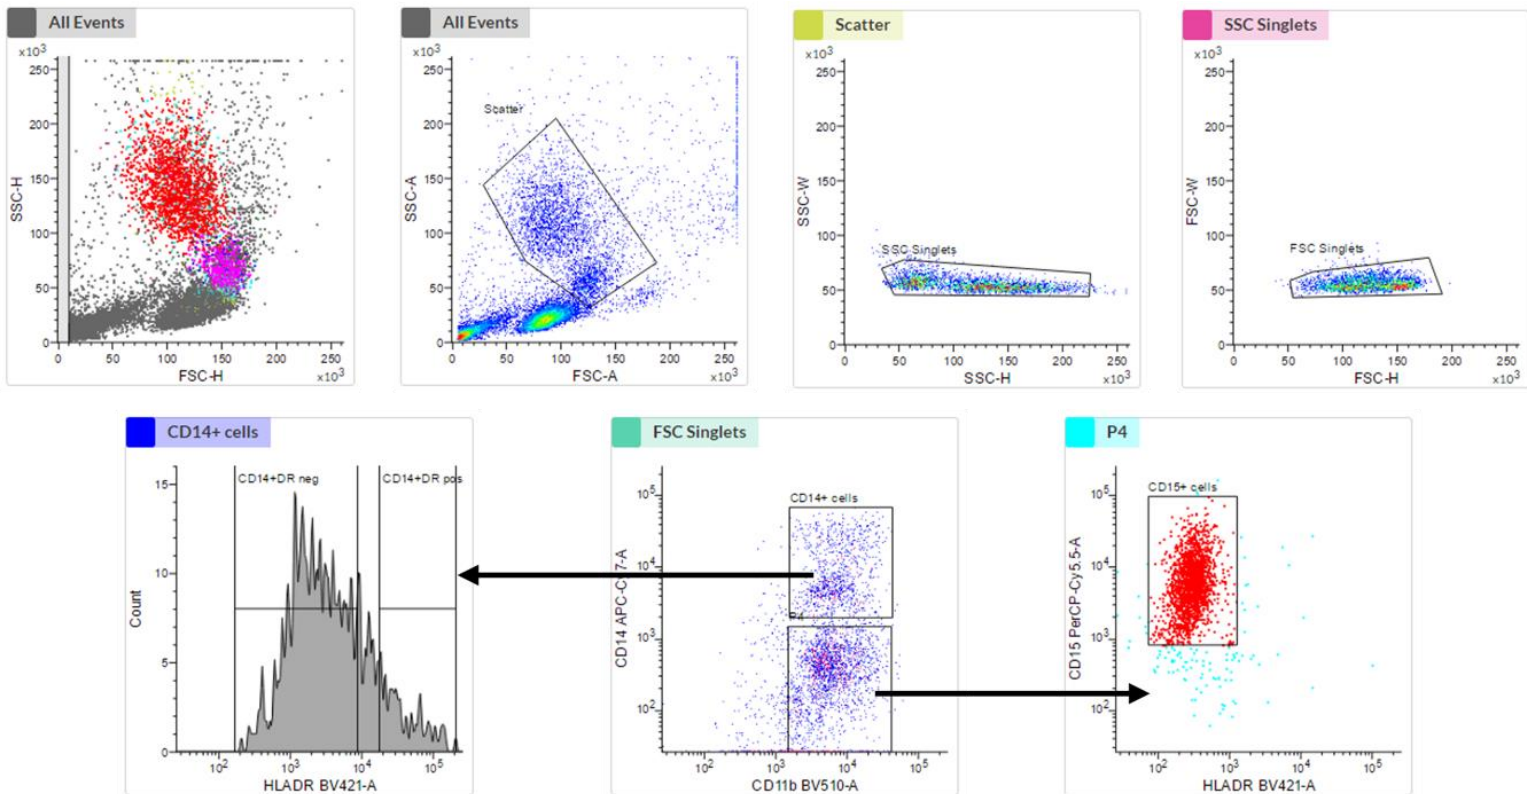 All Events
x10³
250
200
150
100
50
0
SSC-H
0 50 100 150 200 250
FSC-H
x10³
All Events
x10³
250
200
150
100
50
0
SSC-A
Scatter
0 50 100 150 200 250
FSC-A
x10³
Scatter
x10³
250
200
150
100
50
0
SSC-W
SSC Singlets
0 50 100 150 200 250
SSC-H
x10³
SSC Singlets
x10³
250
200
150
100
50
0
FSC-W
FSC Singlets
0 50 100 150 200 250
FSC-H
x10³
CD14+ cells
CD14+DR neg CD14+DR pos
15
10
5
0
Count
10² 10³ 10⁴ 10⁵
HLADR BV421-A
FSC Singlets
CD14+ cells
10⁵
10⁴
10³
10²
CD14 APC-Cy7-A
P4
10² 10³ 10⁴ 10⁵
CD11b BV510-A
P4
CD15+ cells
10⁵
10⁴
10³
10²
CD15 PerCP-Cy5.5-A
10² 10³ 10⁴ 10⁵
HLADR BV421-A